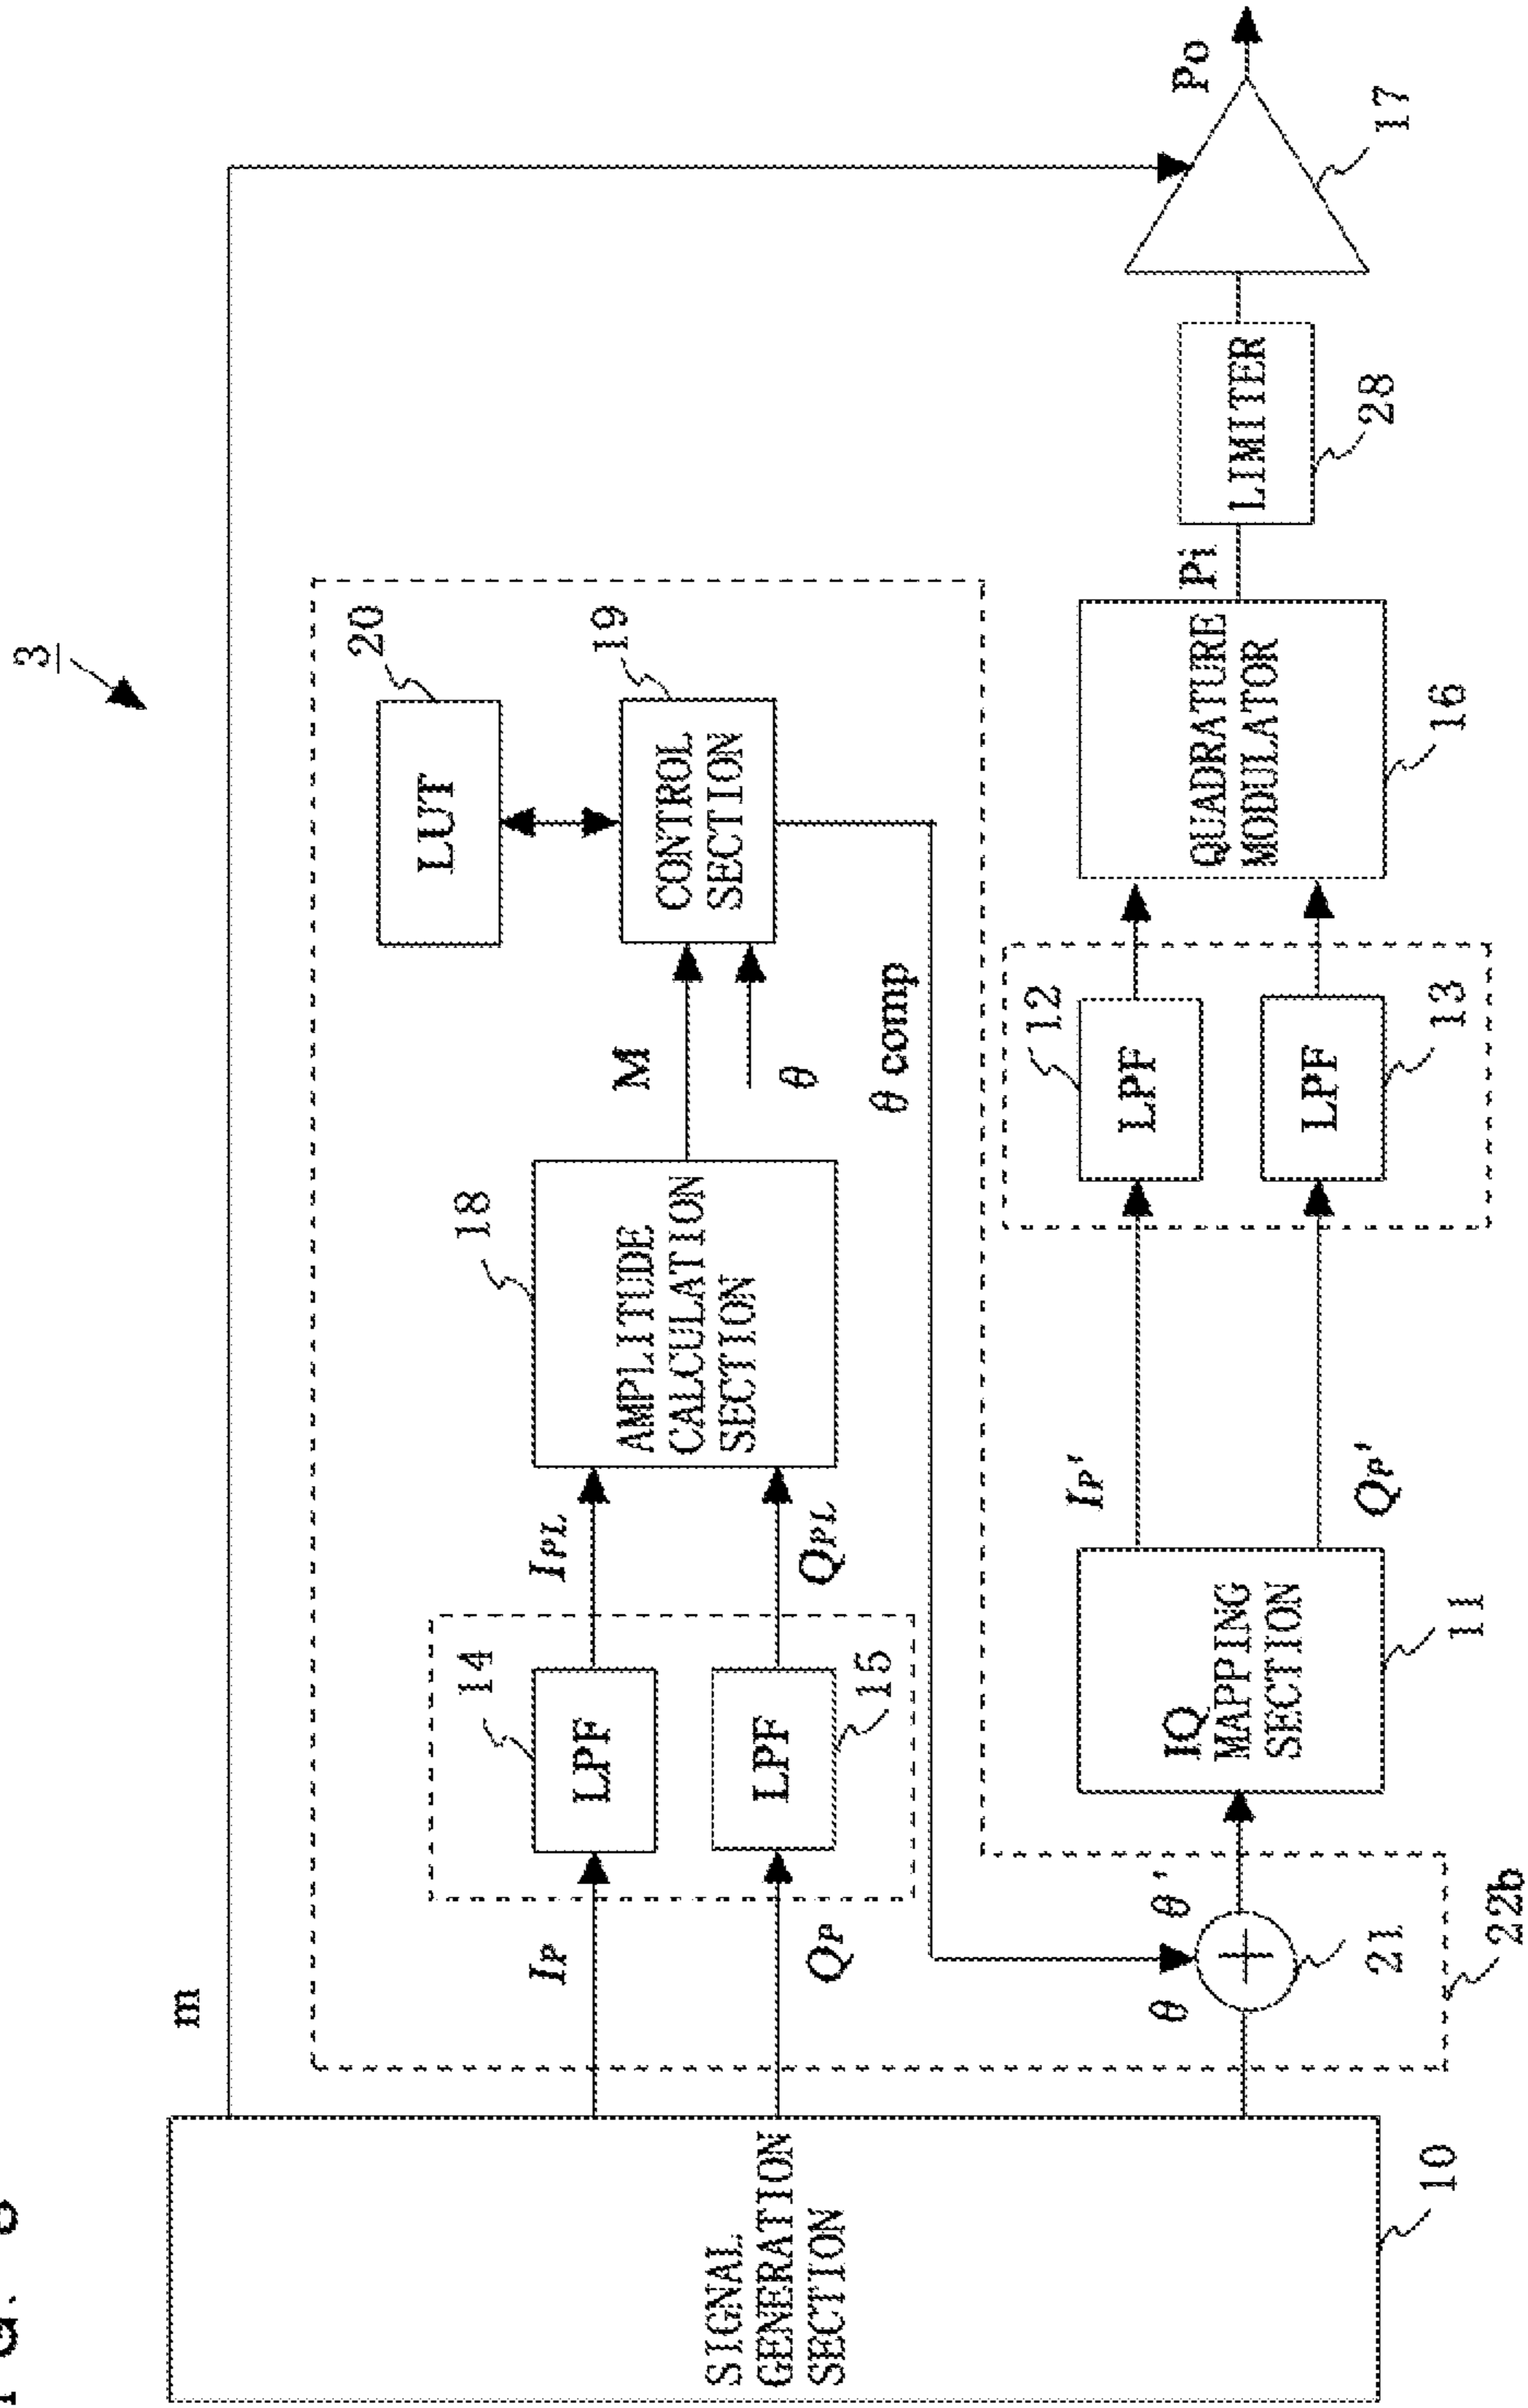 3
m
SIGNAL
GENERATION
SECTION
10
IP
QP
14
LPF
LPF
15
IPL
QPL
18
AMPLITUDE
CALCULATION
SECTION
M
θ
20
LUT
19
CONTROL
SECTION
θ comp
θ
θ'
21
22b
IQ
MAPPING
SECTION
11
IP'
QP'
12
LPF
LPF
13
QUADRATURE
MODULATOR
16
Pi
LIMITER
28
Po
17